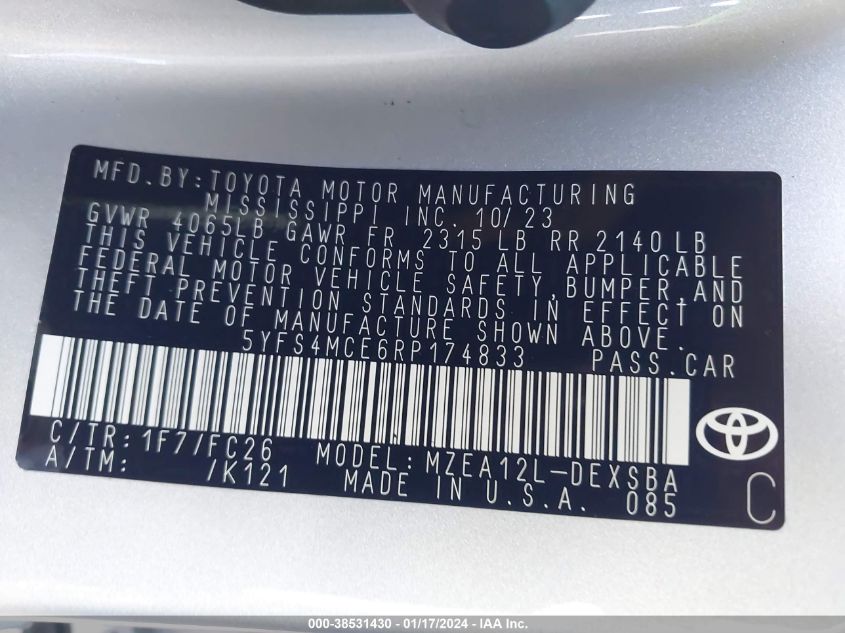 MFD.BY:TOYOTA MOTOR MANUFACTURING
MISSISSIPPI INC. 10/23
GVWR 4065LB GAWR FR 2315LB RR 2140LB
THIS VEHICLE CONFORMS TO ALL APPLICABLE
FEDERAL MOTOR VEHICLE SAFETY,BUMPER,AND
THEFT PREVENTION STANDARDS IN EFFECT ON
THE DATE OF MANUFACTURE SHOWN ABOVE.
5YFS4MCE6RP174833 PASS.CAR
C/TR:1F7/FC26 MODEL:MZEA12L-DEXSBA
A/TM: /K121 MADE IN U.S.A. 085 C
000-38531430 - 01/17/2024 - IAA Inc.